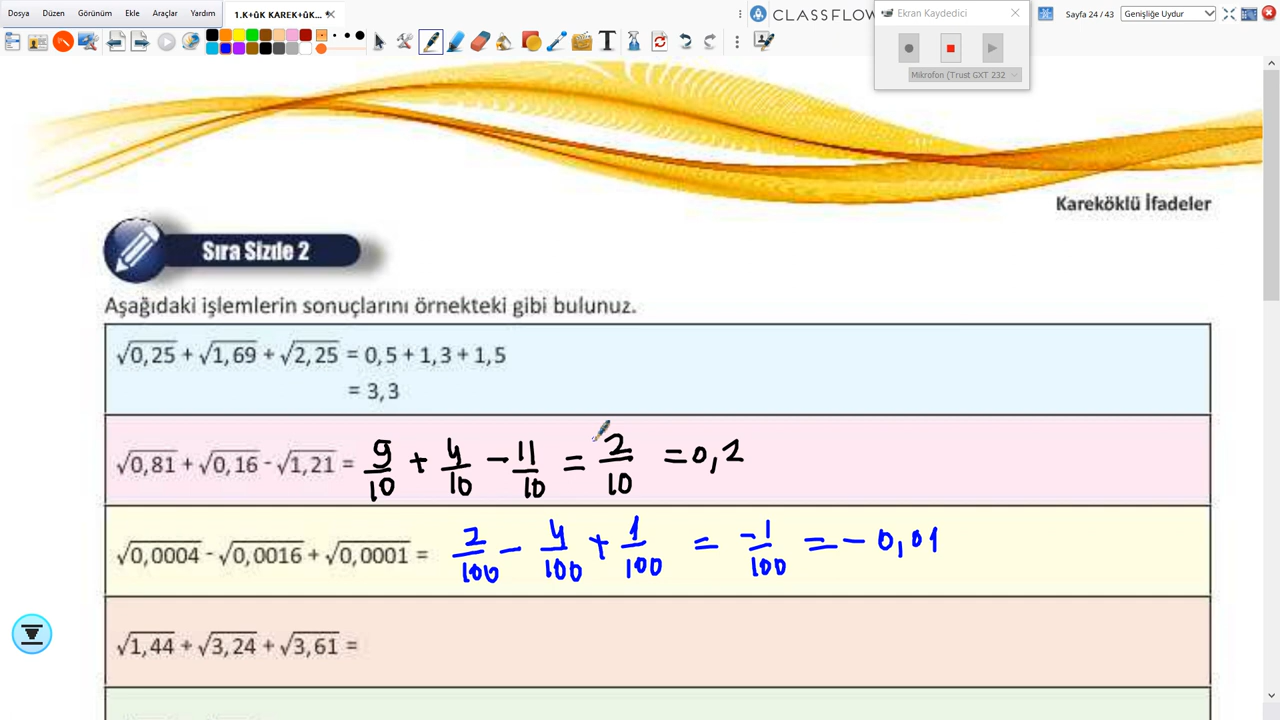 Dosya Düzen Görünüm Ekle Araçlar Yardım 1.K+ûK KAREK+ûK...
CLASSFLOW
Ekran Kaydedici
Sayfa 24 / 43 Genişliğe Uydur
Mikrofon (Trust GXT 232
Kareköklü İfadeler
Sıra Sizde 2
Aşağıdaki işlemlerin sonuçlarını örnekteki gibi bulunuz.
√0,25 + √1,69 + √2,25 = 0,5 + 1,3 + 1,5
= 3,3
√0,81 + √0,16 - √1,21 = 9/10 + 4/10 - 11/10 = 2/10 = 0,2
√0,0004 - √0,0016 + √0,0001 = 2/100 - 4/100 + 1/100 = -1/100 = -0,01
√1,44 + √3,24 + √3,61 =